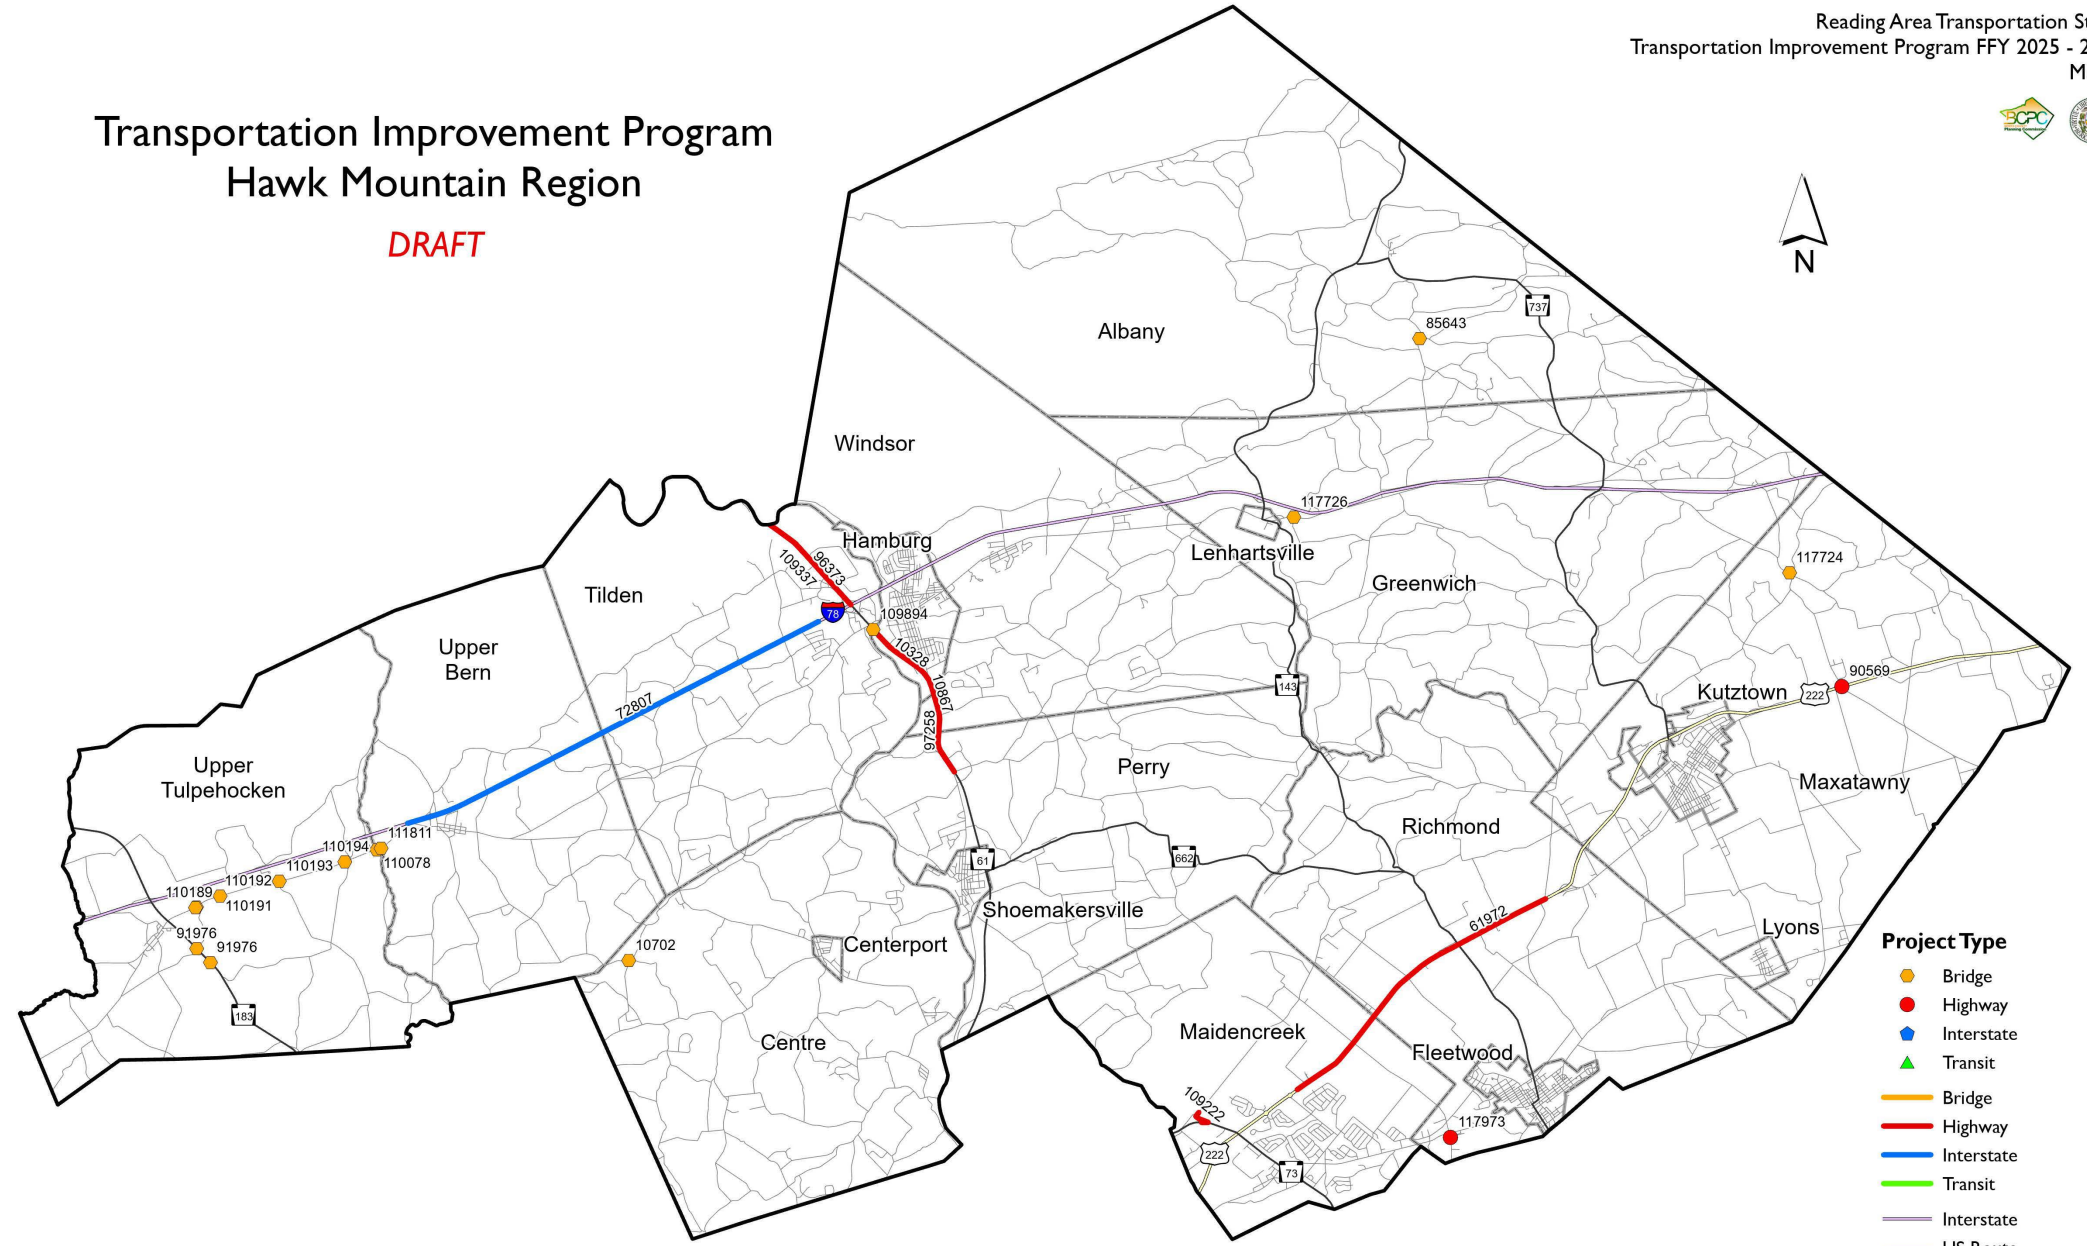 Reading Area Transportation St
Transportation Improvement Program FFY 2025 - 2
M
BCPC
Transportation Improvement Program
Hawk Mountain Region
DRAFT
N
737
85643
Albany
Windsor
117726
Hamburg
Lenhartsville
117724
Greenwich
96373
109337
Tilden
78
109894
Upper
Bern
10328
10867
97258
143
90569
Kutztown
222
72807
Perry
Upper
Tulpehocken
Maxatawny
Richmond
111811
110194
110193
110078
61
662
110192
110189
110191
Shoemakersville
61972
Lyons
91976
91976
10702
Centerport
183
Centre
Maidencreek
Fleetwood
109222
117973
222
73
Project Type
Bridge
Highway
Interstate
Transit
Bridge
Highway
Interstate
Transit
Interstate
US Route